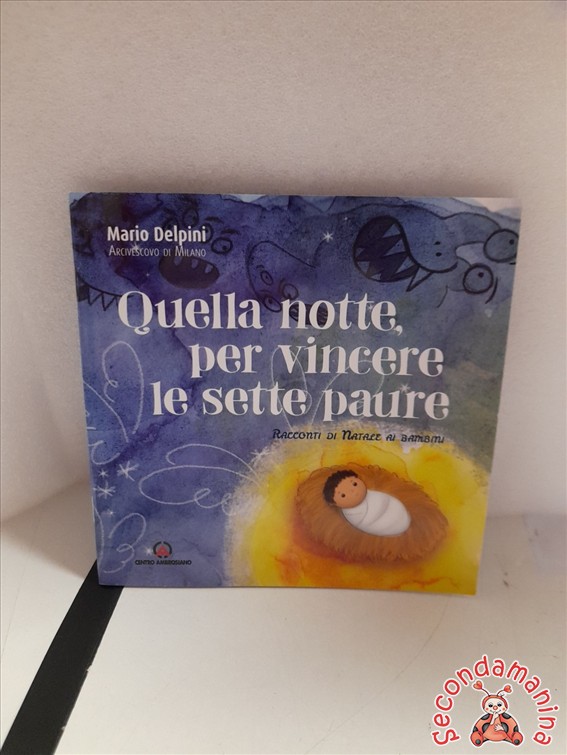 Mario Delpini
Arcivescovo di Milano
Quella notte,
per vincere
le sette paure
Racconti di Natale ai bambini
CENTRO AMBROSIANO
Secondamanina